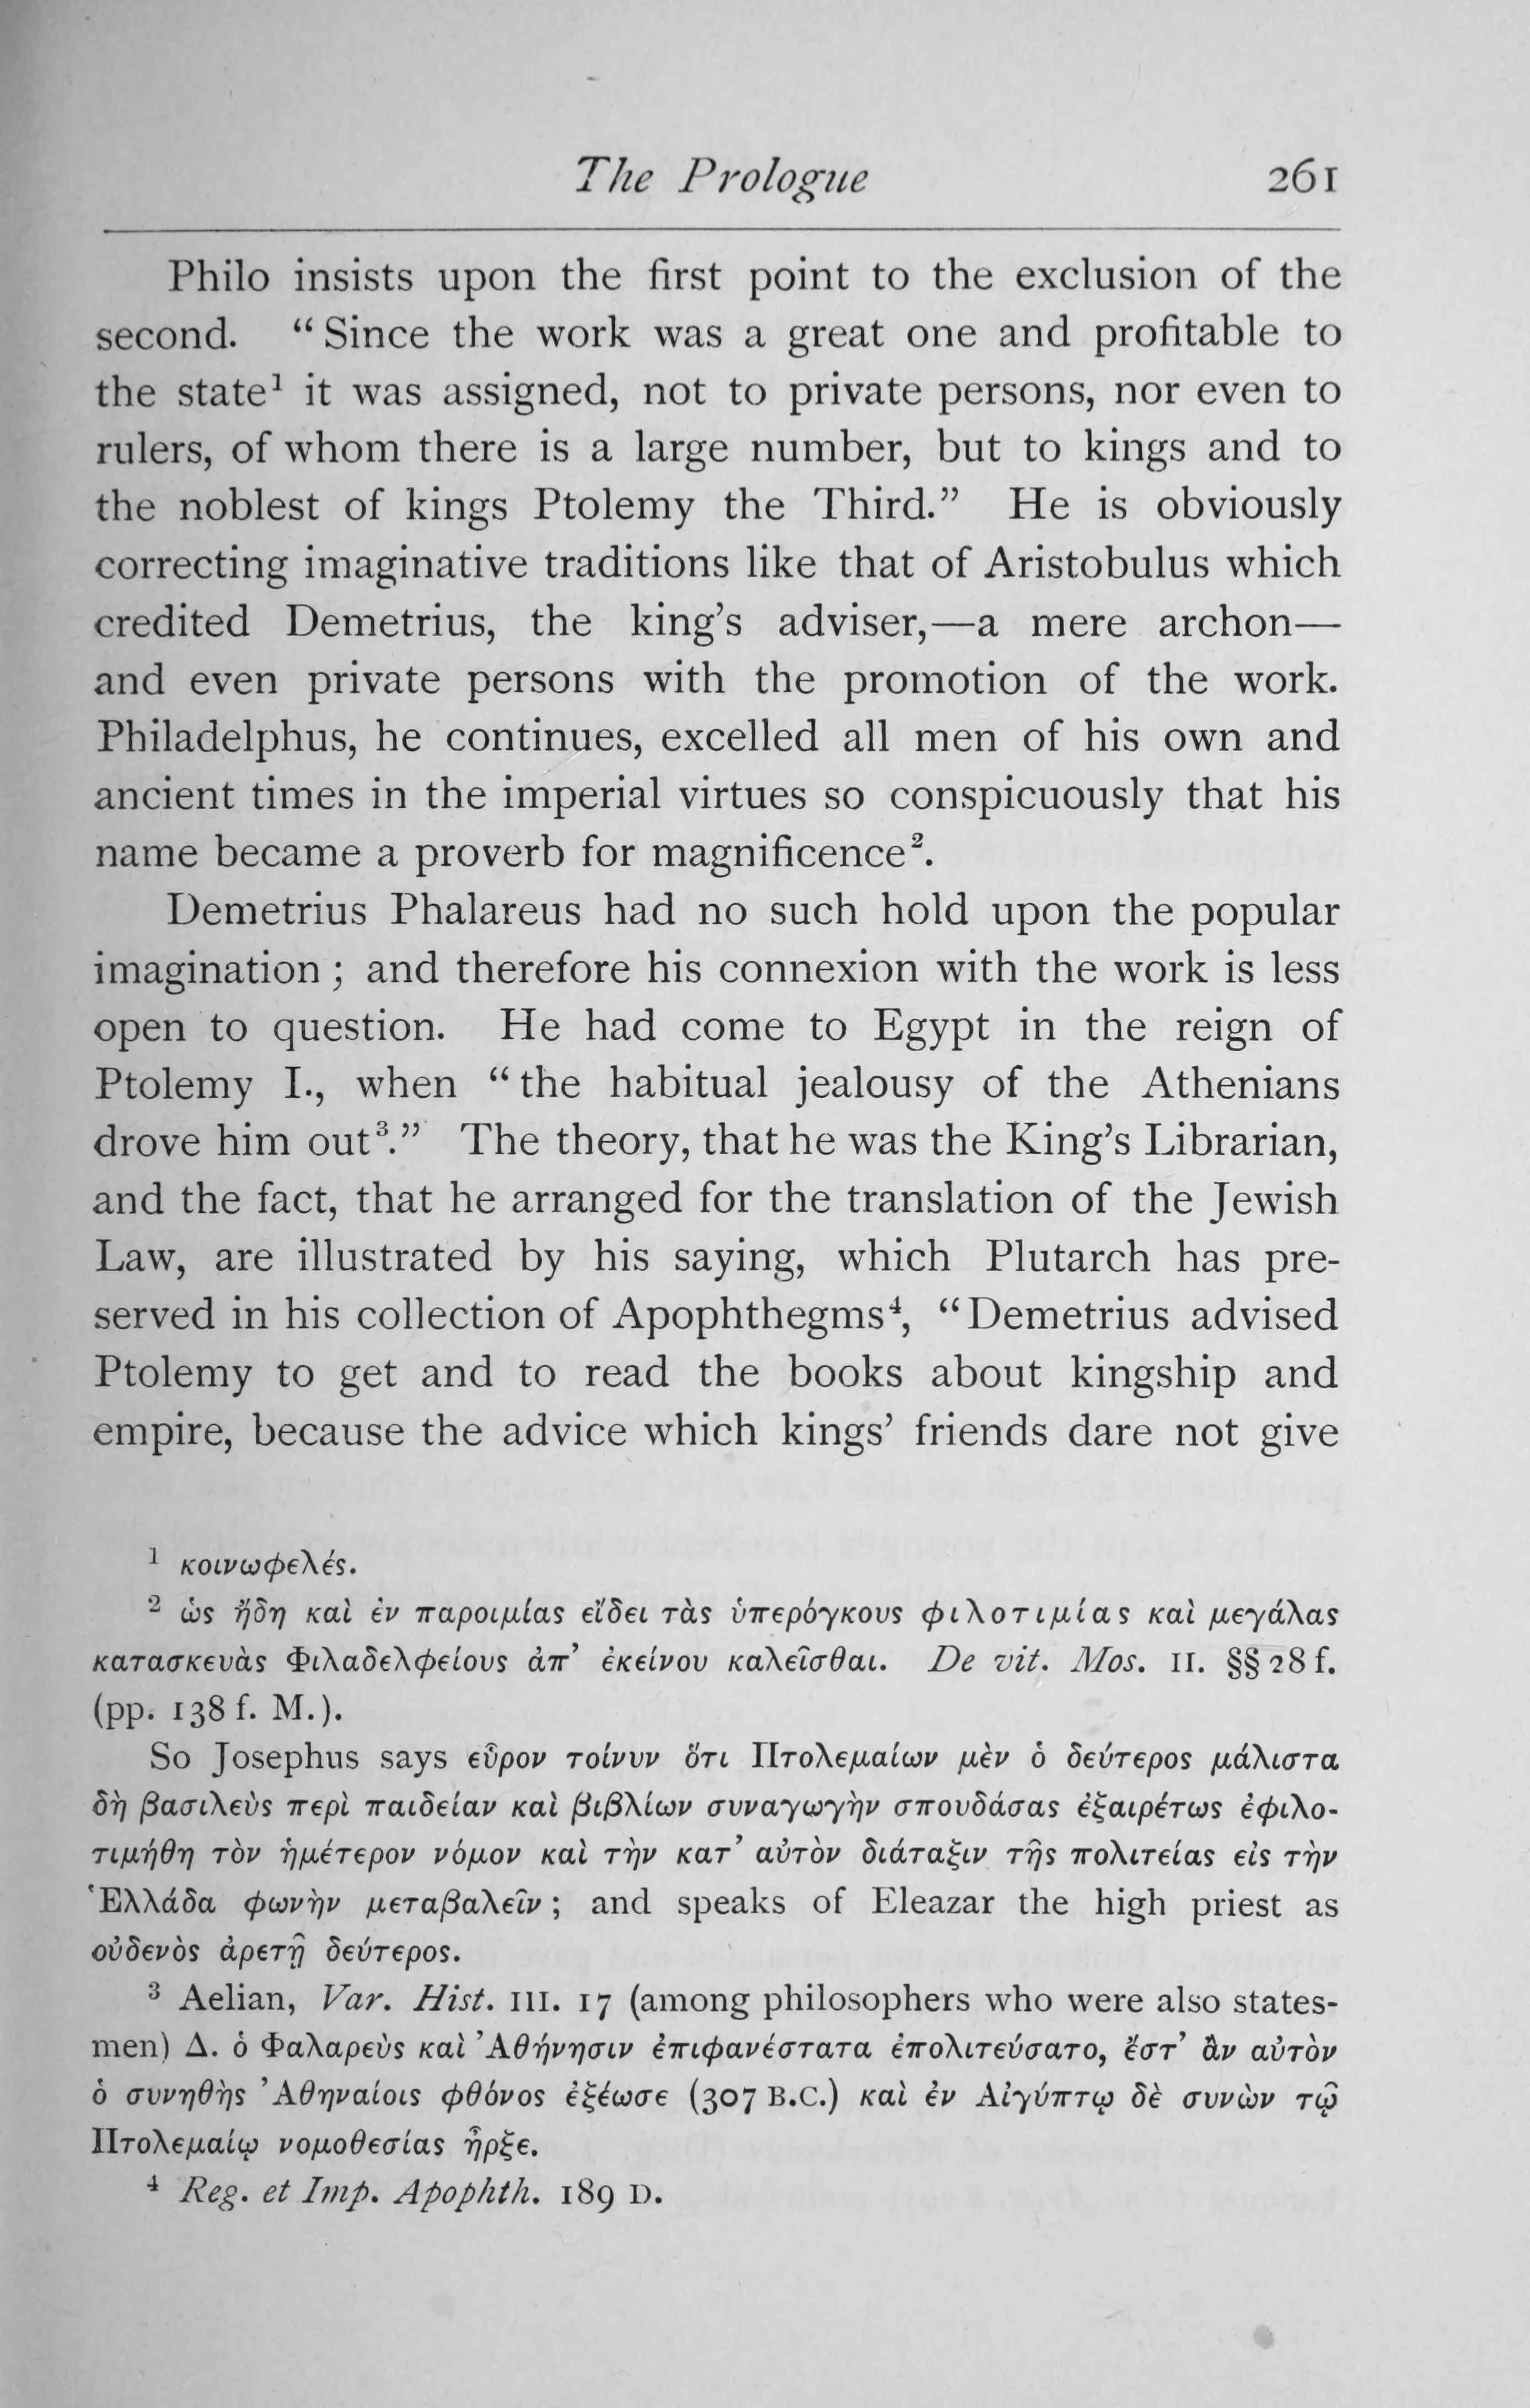 The Prologue 261
Philo insists upon the first point to the exclusion of the
second. “Since the work was a great one and profitable to
the state¹ it was assigned, not to private persons, nor even to
rulers, of whom there is a large number, but to kings and to
the noblest of kings Ptolemy the Third.” He is obviously
correcting imaginative traditions like that of Aristobulus which
credited Demetrius, the king’s adviser,—a mere archon—
and even private persons with the promotion of the work.
Philadelphus, he continues, excelled all men of his own and
ancient times in the imperial virtues so conspicuously that his
name became a proverb for magnificence².
Demetrius Phalareus had no such hold upon the popular
imagination; and therefore his connexion with the work is less
open to question. He had come to Egypt in the reign of
Ptolemy I., when “the habitual jealousy of the Athenians
drove him out³.” The theory, that he was the King’s Librarian,
and the fact, that he arranged for the translation of the Jewish
Law, are illustrated by his saying, which Plutarch has pre-
served in his collection of Apophthegms⁴, “Demetrius advised
Ptolemy to get and to read the books about kingship and
empire, because the advice which kings’ friends dare not give
¹ κοινωφελές.
² ὡς ἤδη καὶ ἐν παροιμίας εἴδει τὰς ὑπερόγκους φιλοτιμίας καὶ μεγάλας
κατασκευὰς Φιλαδελφείους ἀπ’ ἐκείνου καλεῖσθαι. De vit. Mos. II. §§ 28 f.
(pp. 138 f. M.).
So Josephus says εὗρον τοίνυν ὅτι Πτολεμαίων μὲν ὁ δεύτερος μάλιστα
δὴ βασιλεὺς περὶ παιδείαν καὶ βιβλίων συναγωγὴν σπουδάσας ἐξαιρέτως ἐφιλο-
τιμήθη τὸν ἡμέτερον νόμον καὶ τὴν κατ’ αὐτὸν διάταξιν τῆς πολιτείας εἰς τὴν
Ἑλλάδα φωνὴν μεταβαλεῖν; and speaks of Eleazar the high priest as
οὐδενὸς ἀρετῇ δεύτερος.
³ Aelian, Var. Hist. III. 17 (among philosophers who were also states-
men) Δ. ὁ Φαλαρεὺς καὶ Ἀθήνησιν ἐπιφανέστατα ἐπολιτεύσατο, ἔστ’ ἂν αὐτὸν
ὁ συνηθὴς Ἀθηναίοις φθόνος ἐξέωσε (307 B.C.) καὶ ἐν Αἰγύπτῳ δὲ συνὼν τῷ
Πτολεμαίῳ νομοθεσίας ἦρξε.
⁴ Reg. et Imp. Apophth. 189 D.